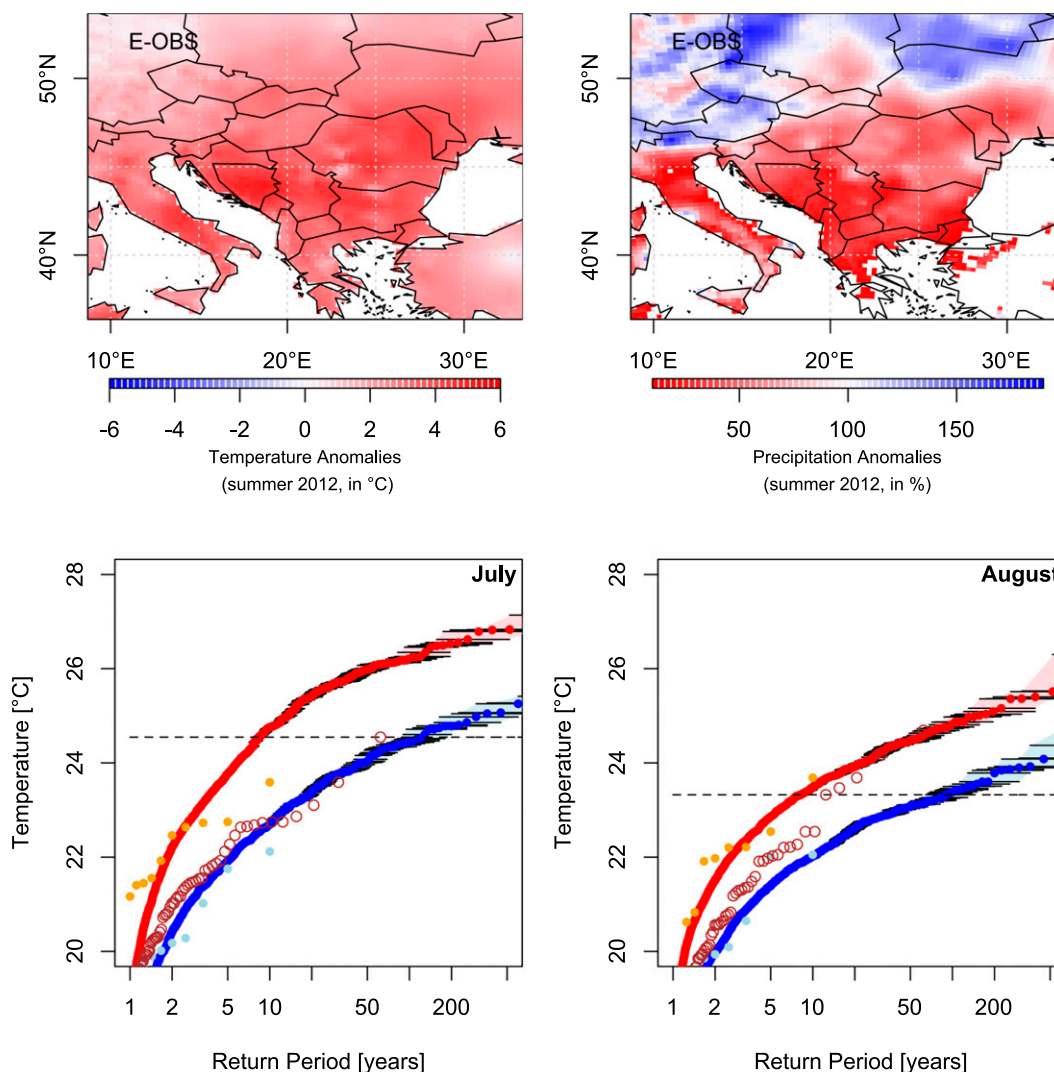 E-OBS
50°N
40°N
10°E 20°E 30°E
-6 -4 -2 0 2 4 6
Temperature Anomalies
(summer 2012, in °C)
E-OBS
50°N
40°N
10°E 20°E 30°E
50 100 150
Precipitation Anomalies
(summer 2012, in %)
July
Temperature [°C]
28
26
24
22
20
1 2 5 10 50 200
Return Period [years]
August
Temperature [°C]
28
26
24
22
20
1 2 5 10 50 200
Return Period [years]